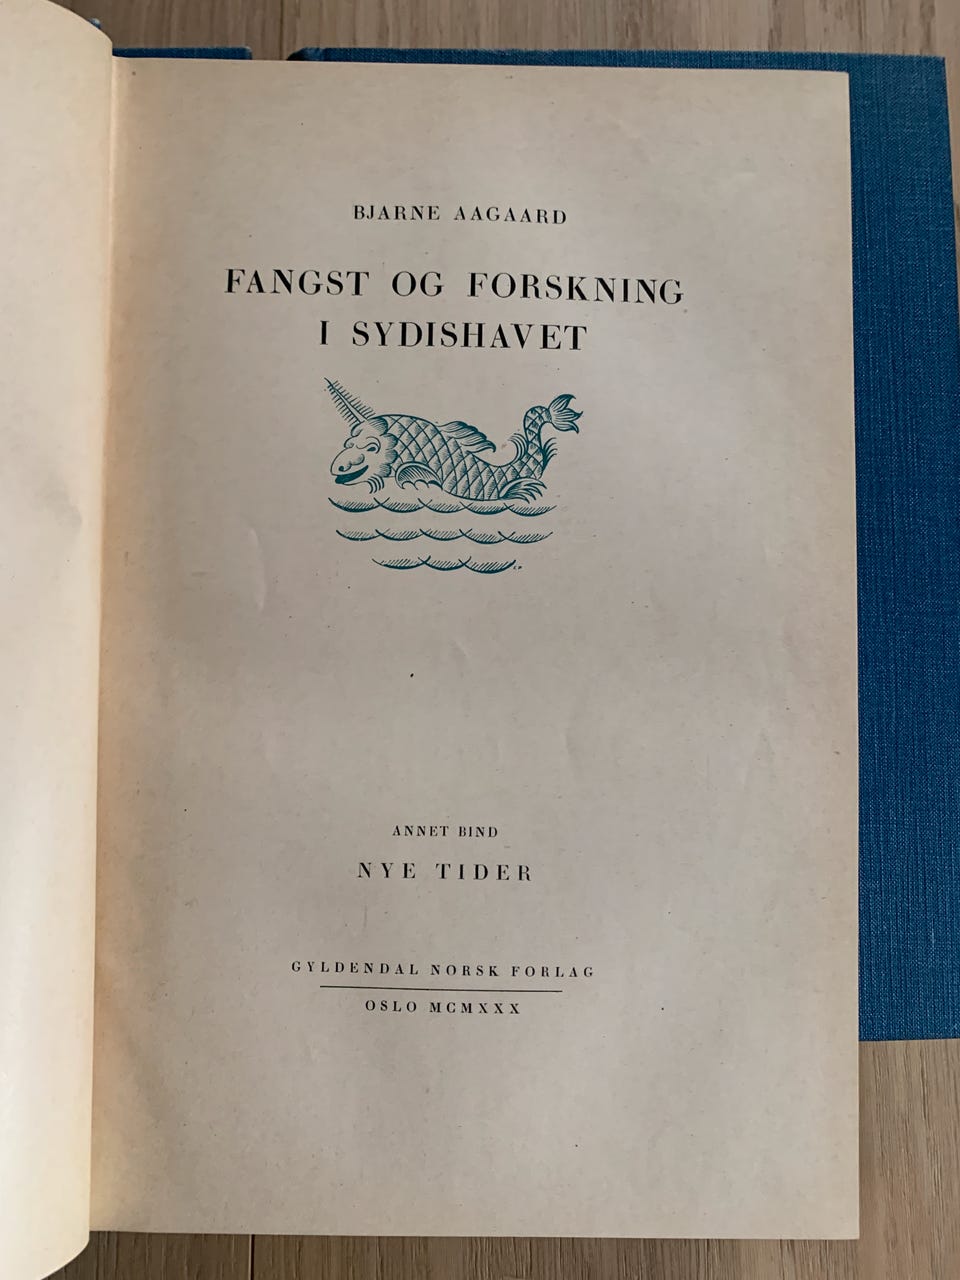 BJARNE AAGAARD
FANGST OG FORSKNING
I SYDISHAVET
ANNET BIND
NYE TIDER
GYLDENDAL NORSK FORLAG
OSLO MCMXXX